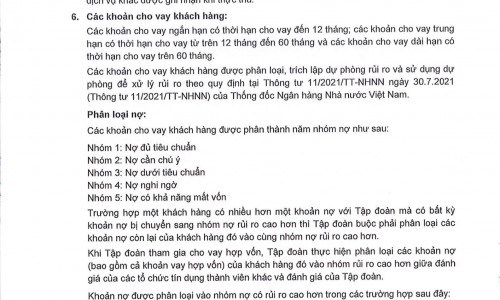 dịch vụ khác được ghi nhận khi thực thu.
6. Các khoản cho vay khách hàng:
Các khoản cho vay ngắn hạn có thời hạn cho vay đến 12 tháng; các khoản cho vay trung
hạn có thời hạn cho vay từ trên 12 tháng đến 60 tháng và các khoản cho vay dài hạn có
thời hạn cho vay trên 60 tháng.
Các khoản cho vay khách hàng được phân loại, trích lập dự phòng rủi ro và sử dụng dự
phòng để xử lý rủi ro theo quy định tại Thông tư 11/2021/TT-NHNN ngày 30.7.2021
(Thông tư 11/2021/TT-NHNN) của Thống đốc Ngân hàng Nhà nước Việt Nam.
Phân loại nợ:
Các khoản cho vay khách hàng được phân thành năm nhóm nợ như sau:
Nhóm 1: Nợ đủ tiêu chuẩn
Nhóm 2: Nợ cần chú ý
Nhóm 3: Nợ dưới tiêu chuẩn
Nhóm 4: Nợ nghi ngờ
Nhóm 5: Nợ có khả năng mất vốn
Trường hợp một khách hàng có nhiều hơn một khoản nợ với Tập đoàn mà có bất kỳ
khoản nợ bị chuyển sang nhóm nợ rủi ro cao hơn thì Tập đoàn buộc phải phân loại các
khoản nợ còn lại của khách hàng đó vào cùng nhóm nợ rủi ro cao hơn.
Khi Tập đoàn tham gia cho vay hợp vốn, Tập đoàn thực hiện phân loại các khoản nợ
(bao gồm cả khoản vay hợp vốn) của khách hàng đó vào nhóm rủi ro cao hơn giữa đánh
giá của các tổ chức tín dụng thành viên khác và đánh giá của Tập đoàn.
Khoản nợ được phân loại vào nhóm nợ có rủi ro cao hơn trong các trường hợp sau đây: